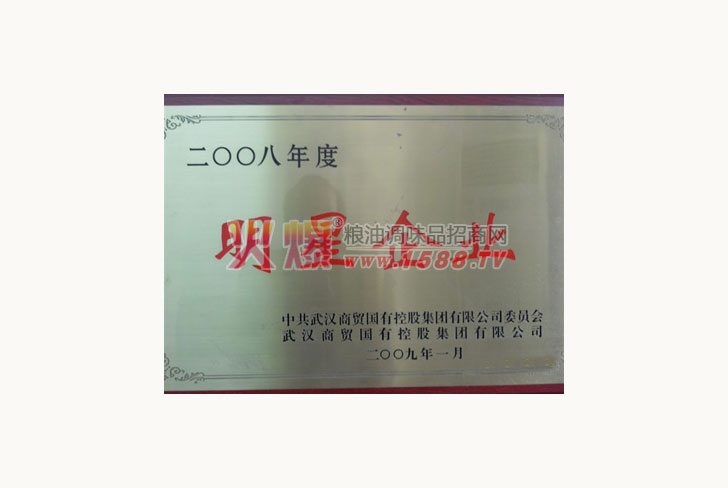 二〇〇八年度
明星企业
粮油调味品招商网
www.1588.TV
中共武汉商贸国有控股集团有限公司委员会
武汉商贸国有控股集团有限公司
二〇〇九年一月